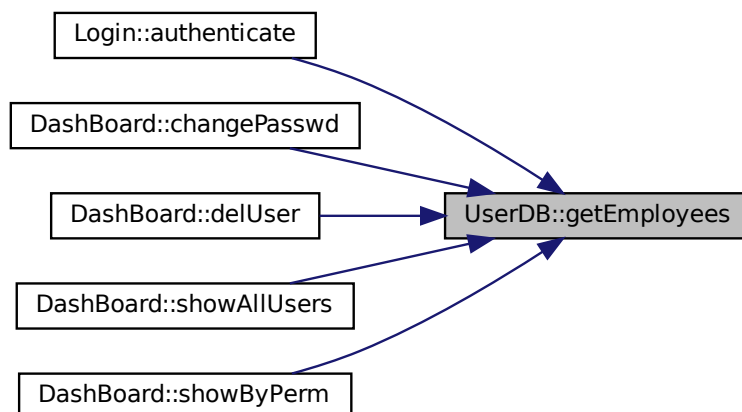 Login::authenticate
DashBoard::changePasswd
DashBoard::delUser
UserDB::getEmployees
DashBoard::showAllUsers
DashBoard::showByPerm